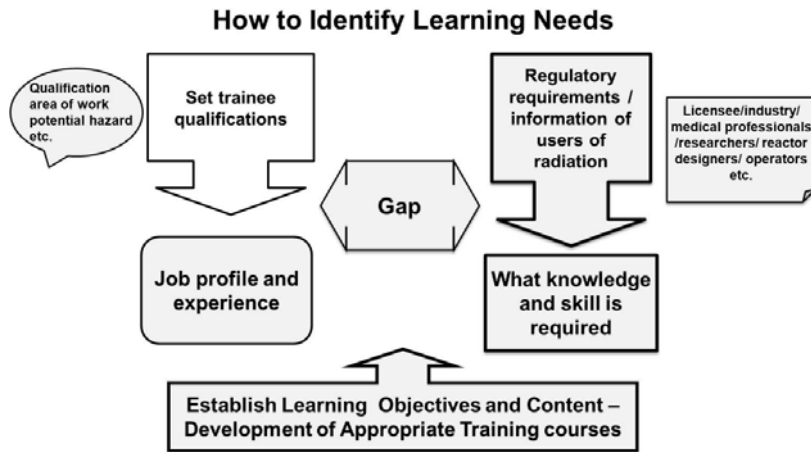 How to Identify Learning Needs
Qualification
area of work
potential hazard
etc.
Set trainee
qualifications
Regulatory
requirements /
information of
users of
radiation
Licensee/industry/
medical professionals
/researchers/ reactor
designers/ operators
etc.
Gap
Job profile and
experience
What knowledge
and skill is
required
Establish Learning Objectives and Content –
Development of Appropriate Training courses